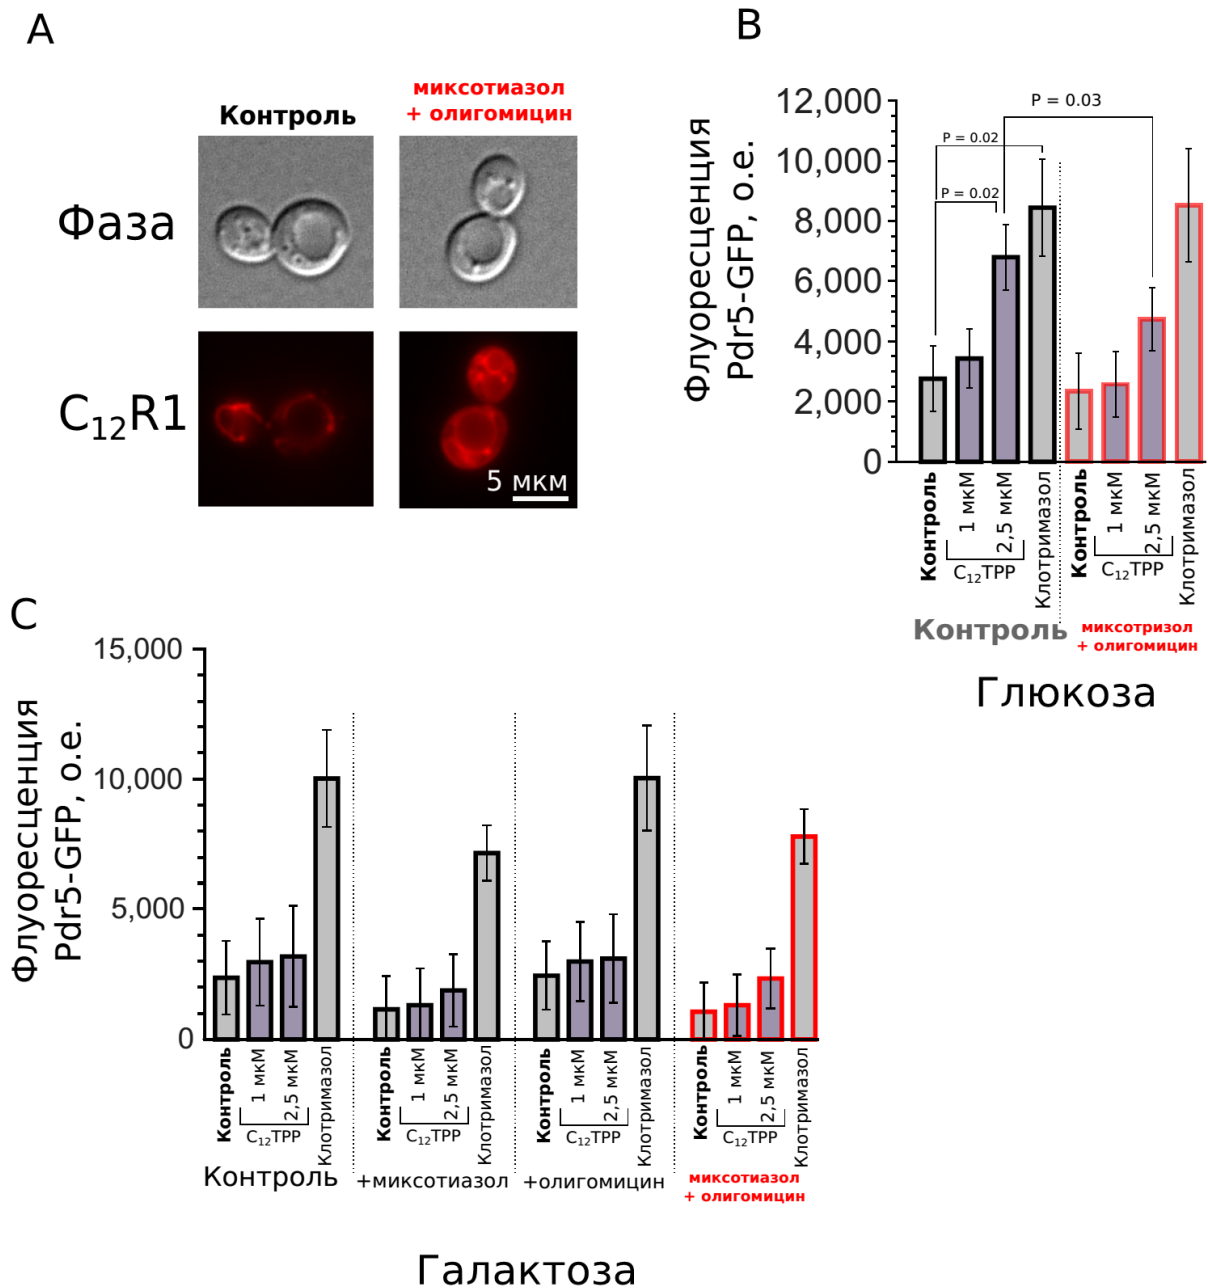 A
миксотиазол
+ олигомицин
Контроль
Фаза
C₁₂R1
5 мкм
B
Флуоресценция
Pdr5-GFP, о.е.
12,000
10,000
8,000
6,000
4,000
2,000
0
P = 0.03
P = 0.02
P = 0.02
Контроль
1 мкМ
2,5 мкМ
C₁₂TPP
Клотримазол
Контроль
1 мкМ
2,5 мкМ
C₁₂TPP
Клотримазол
Контроль
миксотризол
+ олигомицин
Глюкоза
C
Флуоресценция
Pdr5-GFP, о.е.
15,000
10,000
5,000
0
Контроль
1 мкМ
2,5 мкМ
C₁₂TPP
Клотримазол
Контроль
1 мкМ
2,5 мкМ
C₁₂TPP
Клотримазол
Контроль
1 мкМ
2,5 мкМ
C₁₂TPP
Клотримазол
Контроль
1 мкМ
2,5 мкМ
C₁₂TPP
Клотримазол
Контроль
+миксотиазол
+олигомицин
миксотиазол
+ олигомицин
Галактоза